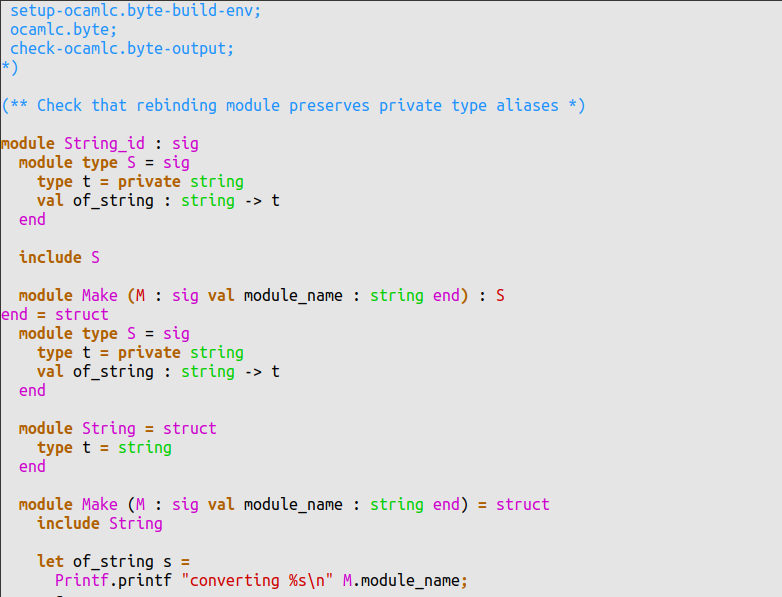 setup-ocamlc.byte-build-env;
ocamlc.byte;
check-ocamlc.byte-output;
*)
(** Check that rebinding module preserves private type aliases *)
module String_id : sig
module type S = sig
type t = private string
val of_string : string -> t
end
include S
module Make (M : sig val module_name : string end) : S
end = struct
module type S = sig
type t = private string
val of_string : string -> t
end
module String = struct
type t = string
end
module Make (M : sig val module_name : string end) = struct
include String
let of_string s =
Printf.printf "converting %s\n" M.module_name;